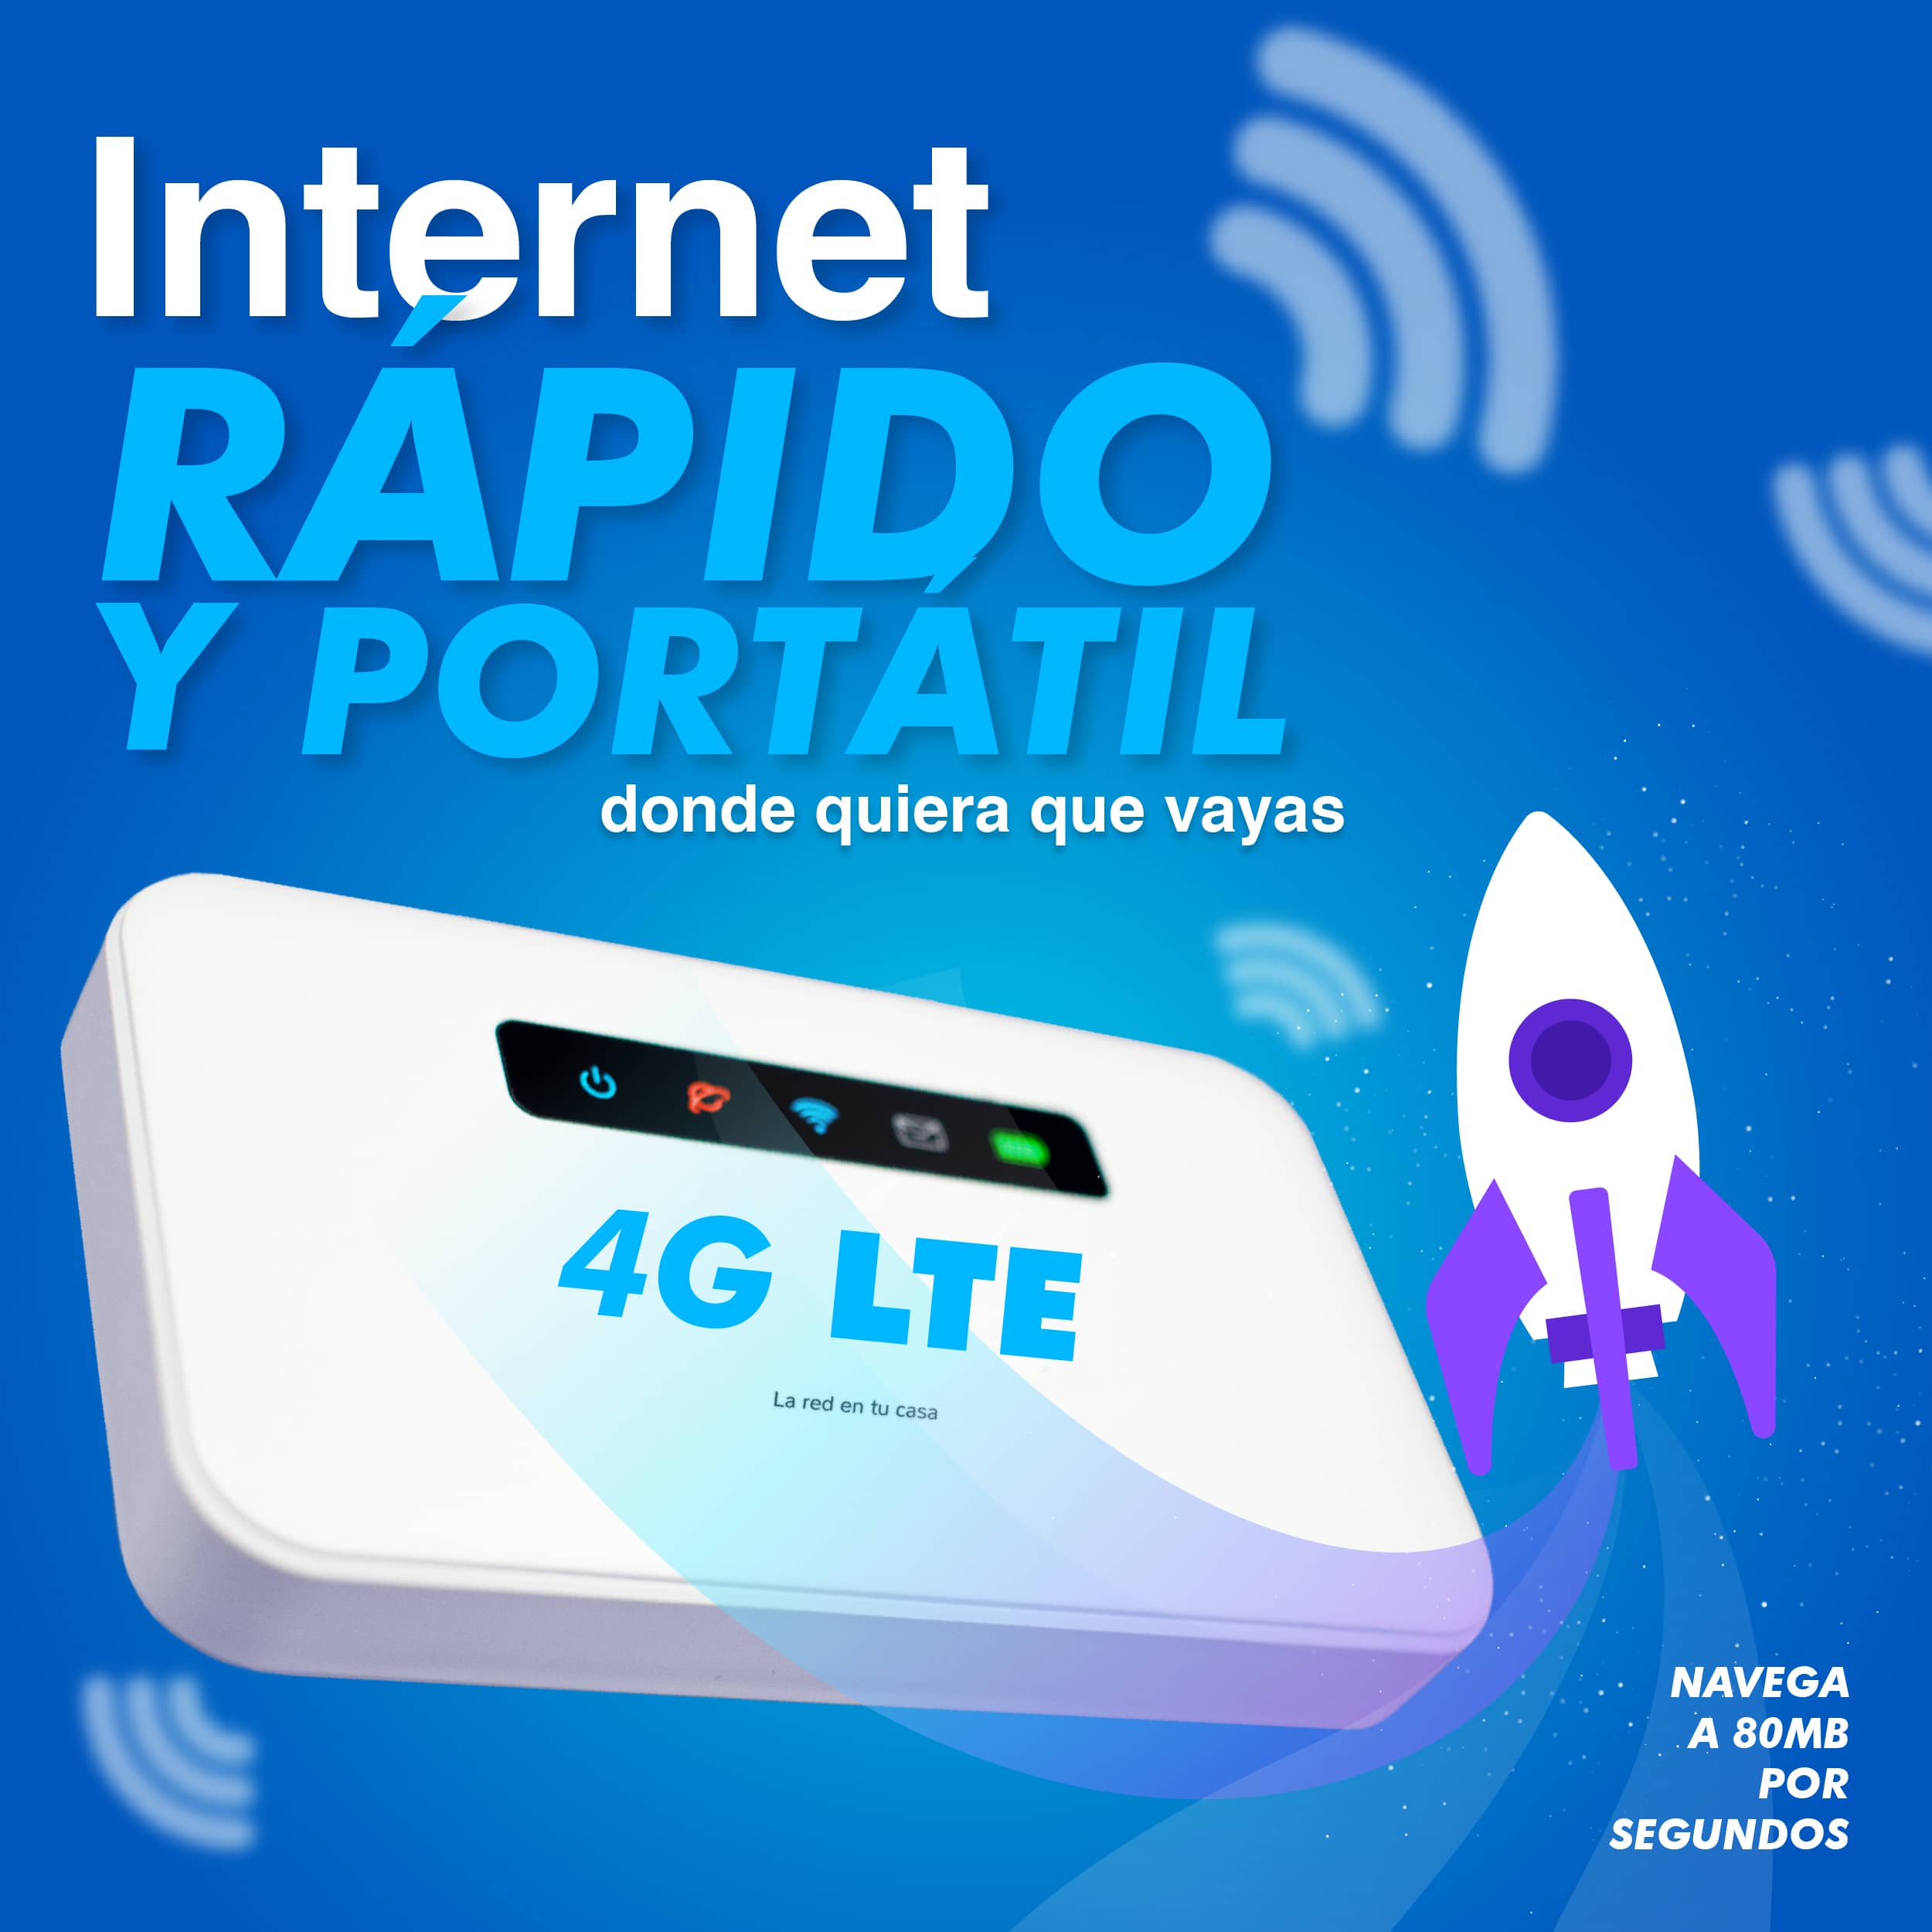 Internet
RÁPIDO
Y PORTÁTIL
donde quiera que vayas
4G LTE
La red en tu casa
NAVEGA
A 80MB
POR
SEGUNDOS